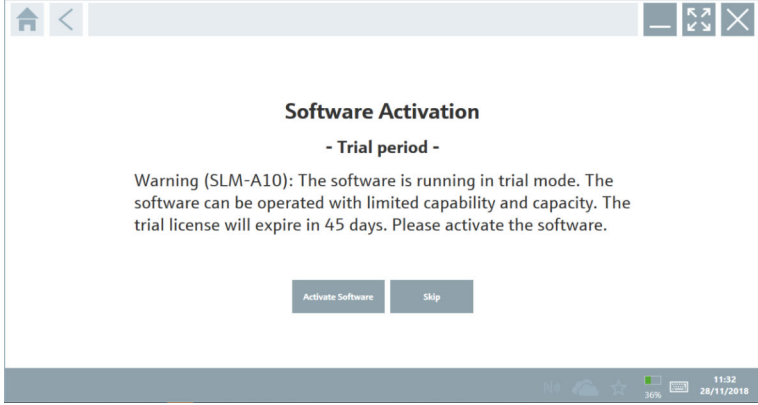 Software Activation
- Trial period -
Warning (SLM-A10): The software is running in trial mode. The
software can be operated with limited capability and capacity. The
trial license will expire in 45 days. Please activate the software.
Activate Software
Skip
36%
11:32
28/11/2018